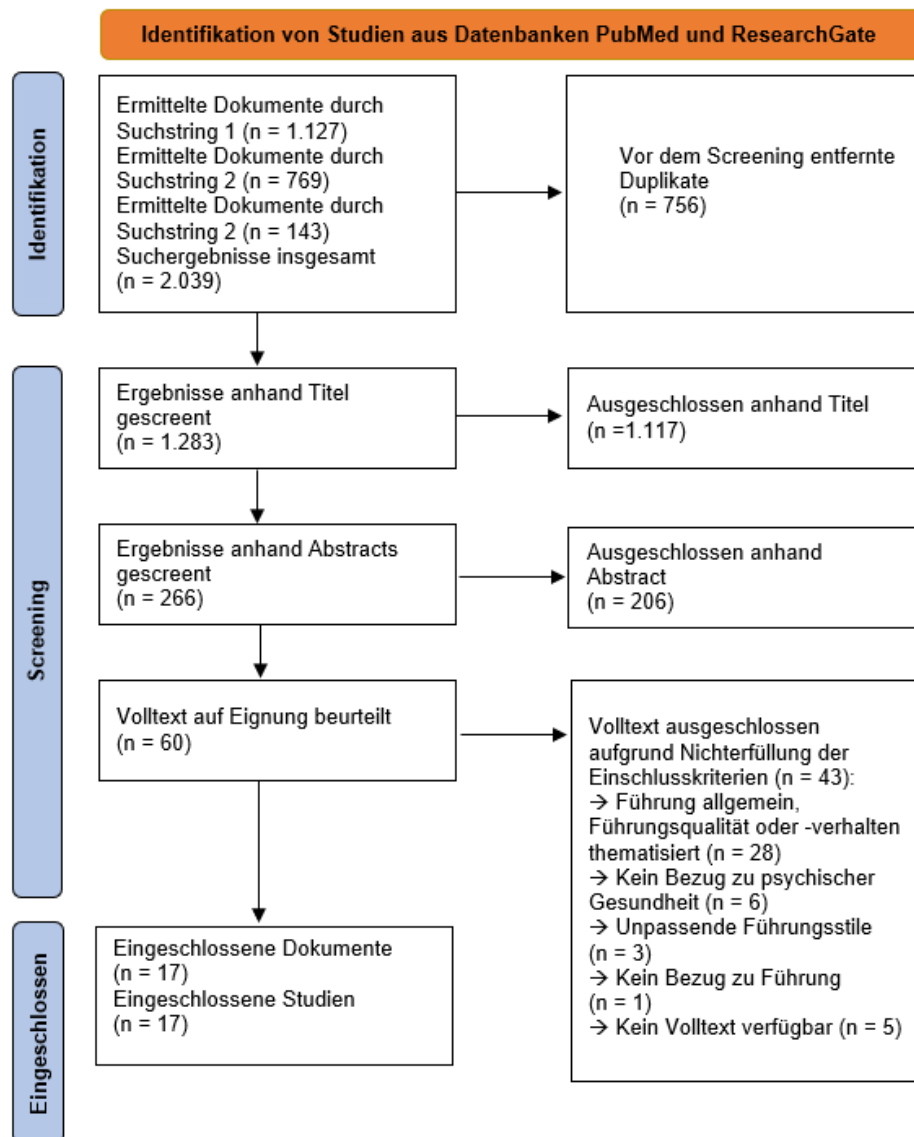 Identifikation von Studien aus Datenbanken PubMed und ResearchGate
Identifikation
Ermittelte Dokumente durch
Suchstring 1 (n = 1.127)
Ermittelte Dokumente durch
Suchstring 2 (n = 769)
Ermittelte Dokumente durch
Suchstring 2 (n = 143)
Suchergebnisse insgesamt
(n = 2.039)
Vor dem Screening entfernte
Duplikate
(n = 756)
Screening
Ergebnisse anhand Titel
gescreent
(n = 1.283)
Ausgeschlossen anhand Titel
(n =1.117)
Ergebnisse anhand Abstracts
gescreent
(n = 266)
Ausgeschlossen anhand
Abstract
(n = 206)
Volltext auf Eignung beurteilt
(n = 60)
Volltext ausgeschlossen
aufgrund Nichterfüllung der
Einschlusskriterien (n = 43):
→ Führung allgemein,
Führungsqualität oder -verhalten
thematisiert (n = 28)
→ Kein Bezug zu psychischer
Gesundheit (n = 6)
→ Unpassende Führungsstile
(n = 3)
→ Kein Bezug zu Führung
(n = 1)
→ Kein Volltext verfügbar (n = 5)
Eingeschlossen
Eingeschlossene Dokumente
(n = 17)
Eingeschlossene Studien
(n = 17)